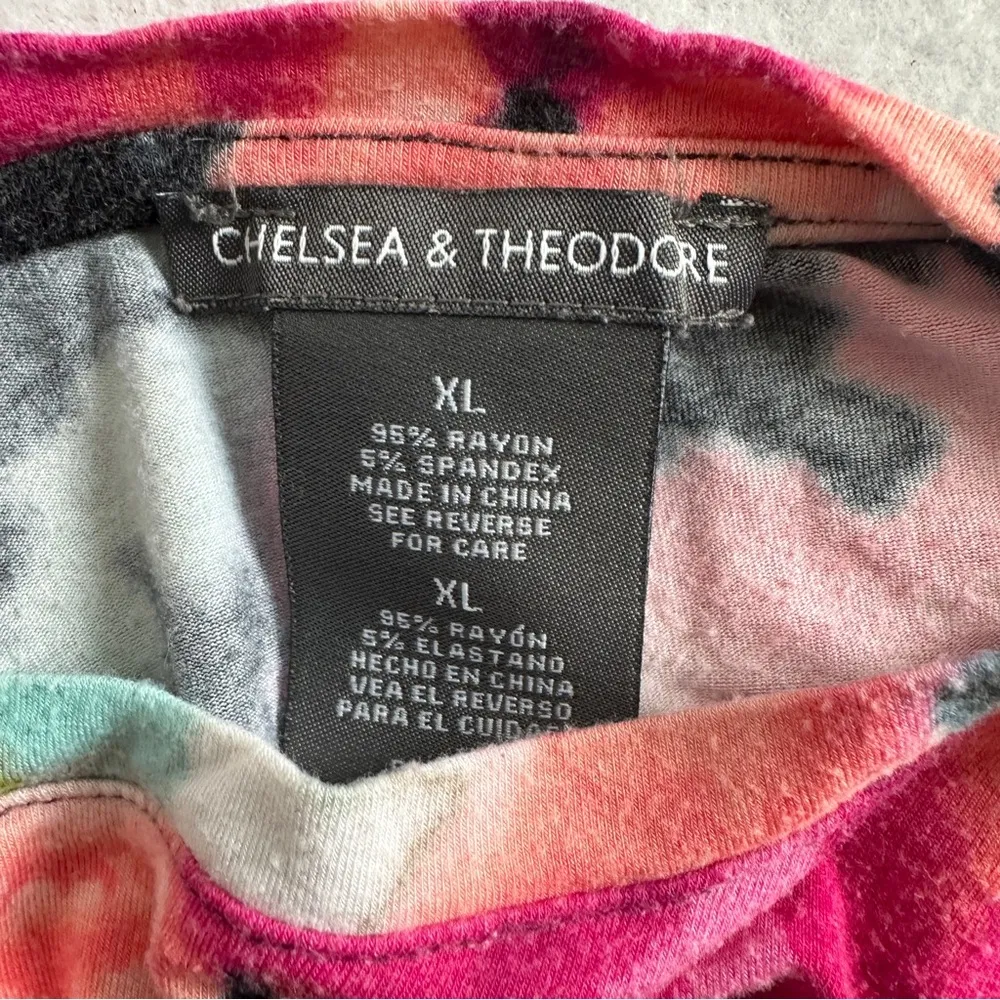 CHELSEA & THEODORE
XL
95% RAYON
5% SPANDEX
MADE IN CHINA
SEE REVERSE
FOR CARE
XL
95% RAYÓN
5% ELASTANO
HECHO EN CHINA
VEA EL REVERSO
PARA EL